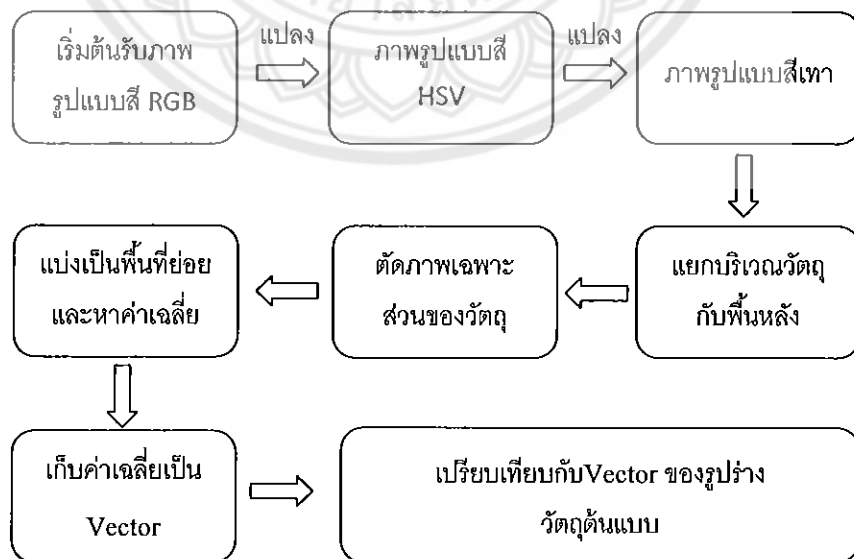 แปลง
แปลง
เริ่มต้นรับภาพ
รูปแบบสี RGB
ภาพรูปแบบสี
HSV
ภาพรูปแบบสีเทา
แบ่งเป็นพื้นที่ย่อย
และหาค่าเฉลี่ย
ตัดภาพเฉพาะ
ส่วนของวัตถุ
แยกบริเวณวัตถุ
กับพื้นหลัง
เก็บค่าเฉลี่ยเป็น
Vector
เปรียบเทียบกับVector ของรูปร่าง
วัตถุต้นแบบ